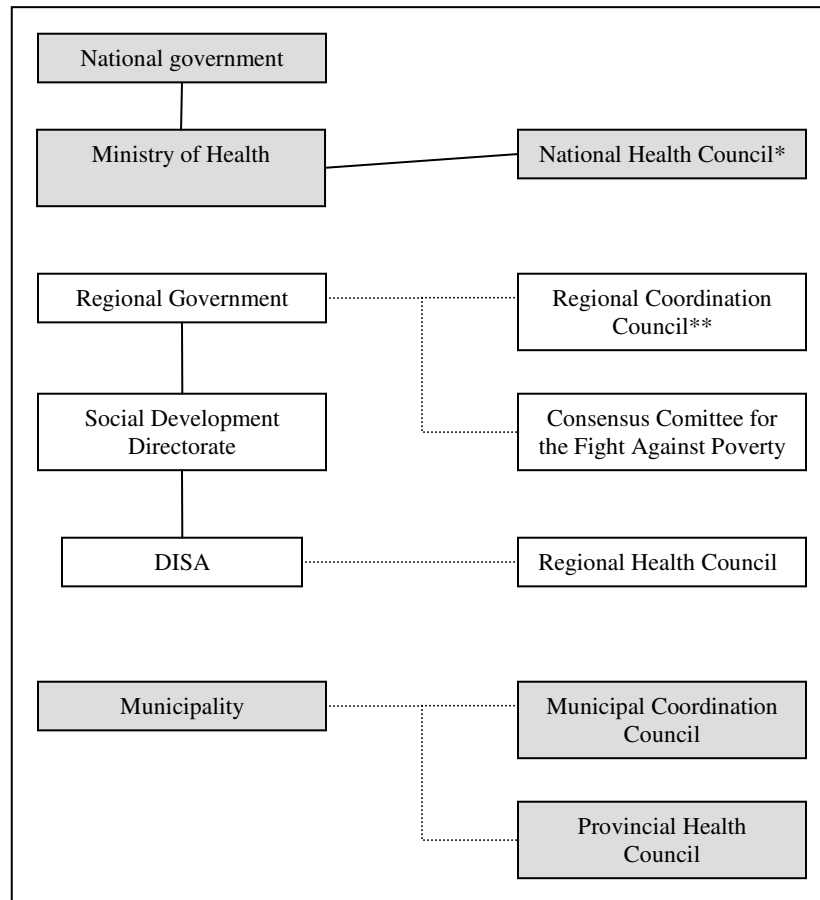 National government
Ministry of Health
National Health Council*
Regional Government
Regional Coordination
Council**
Social Development
Directorate
Consensus Comittee for
the Fight Against Poverty
DISA
Regional Health Council
Municipality
Municipal Coordination
Council
Provincial Health
Council